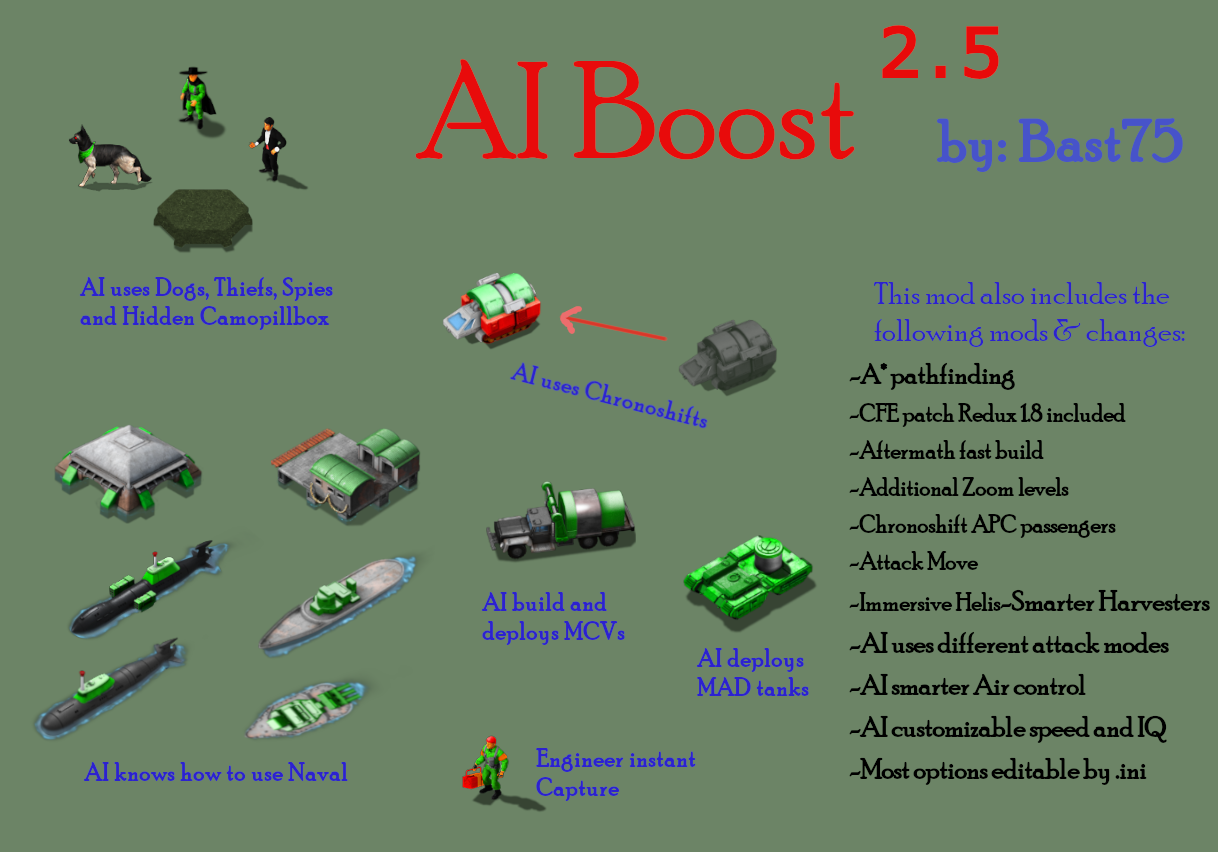 AI Boost 2.5
by: Bast75
AI uses Dogs, Thiefs, Spies
and Hidden Camopillbox
AI uses Chronoshifts
AI knows how to use Naval
AI build and
deploys MCVs
AI deploys
MAD tanks
Engineer instant
Capture
This mod also includes the
following mods & changes:
-A* pathfinding
-CFE patch Redux 1.8 included
-Aftermath fast build
-Additional Zoom levels
-Chronoshift APC passengers
-Attack Move
-Immersive Helis-Smarter Harvesters
-AI uses different attack modes
-AI smarter Air control
-AI customizable speed and IQ
-Most options editable by .ini